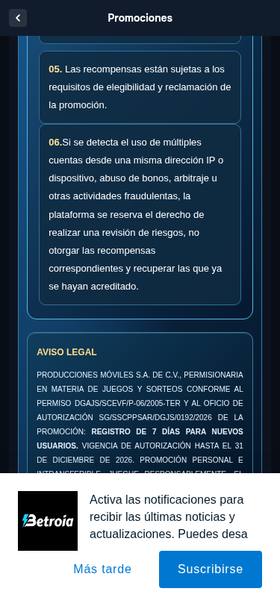 Promociones
05. Las recompensas están sujetas a los
requisitos de elegibilidad y reclamación de
la promoción.
06.Si se detecta el uso de múltiples
cuentas desde una misma dirección IP o
dispositivo, abuso de bonos, arbitraje u
otras actividades fraudulentas, la
plataforma se reserva el derecho de
realizar una revisión de riesgos, no
otorgar las recompensas
correspondientes y recuperar las que ya
se hayan acreditado.
AVISO LEGAL
PRODUCCIONES MÓVILES S.A. DE C.V., PERMISIONARIA
EN MATERIA DE JUEGOS Y SORTEOS CONFORME AL
PERMISO DGAJS/SCEVF/P-06/2005-TER Y AL OFICIO DE
AUTORIZACIÓN SG/SSCPPSAR/DGJS/0192/2026 DE LA
PROMOCIÓN: REGISTRO DE 7 DÍAS PARA NUEVOS
USUARIOS. VIGENCIA DE AUTORIZACIÓN HASTA EL 31
DE DICIEMBRE DE 2026. PROMOCIÓN PERSONAL E
INTRANSFERIBLE. JUEGUE RESPONSABLEMENTE. EL
Betroia
Activa las notificaciones para
recibir las últimas noticias y
actualizaciones. Puedes desa
Más tarde
Suscribirse